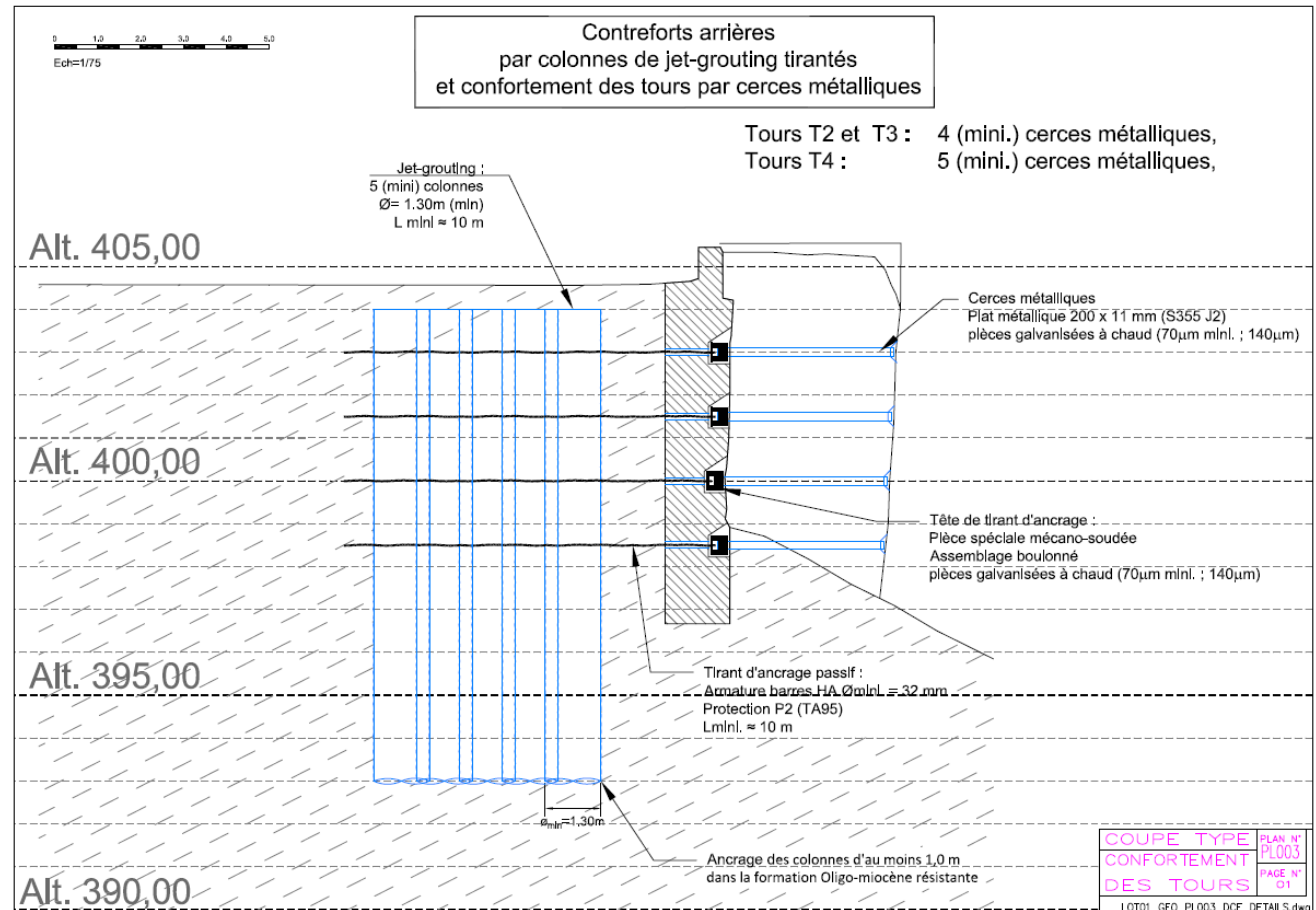 0 1.0 2.0 3.0 4.0 5.0
Ech=1/75
Contreforts arrières
par colonnes de jet-grouting tirantés
et confortement des tours par cerces métalliques
Tours T2 et T3 : 4 (mini.) cerces métalliques,
Tours T4 : 5 (mini.) cerces métalliques,
Jet-grouting :
5 (mini) colonnes
Ø= 1.30m (min)
L mini ≈ 10 m
Alt. 405,00
Cerces métalliques
Plat métallique 200 x 11 mm (S355 J2)
pièces galvanisées à chaud (70µm mini. ; 140µm)
Alt. 400,00
Tête de tirant d'ancrage :
Pièce spéciale mécano-soudée
Assemblage boulonné
pièces galvanisées à chaud (70µm mini. ; 140µm)
Alt. 395,00
Tirant d'ancrage passif :
Armature barres HA Ømini. = 32 mm
Protection P2 (TA95)
Lmini. ≈ 10 m
ømin=1,30m
Ancrage des colonnes d'au moins 1,0 m
dans la formation Oligo-miocène résistante
Alt. 390,00
COUPE TYPE
CONFORTEMENT
DES TOURS
PLAN N°
PL003
PAGE N°
01
LOT01_GEO_PL003_DCE_DETAILS.dwg